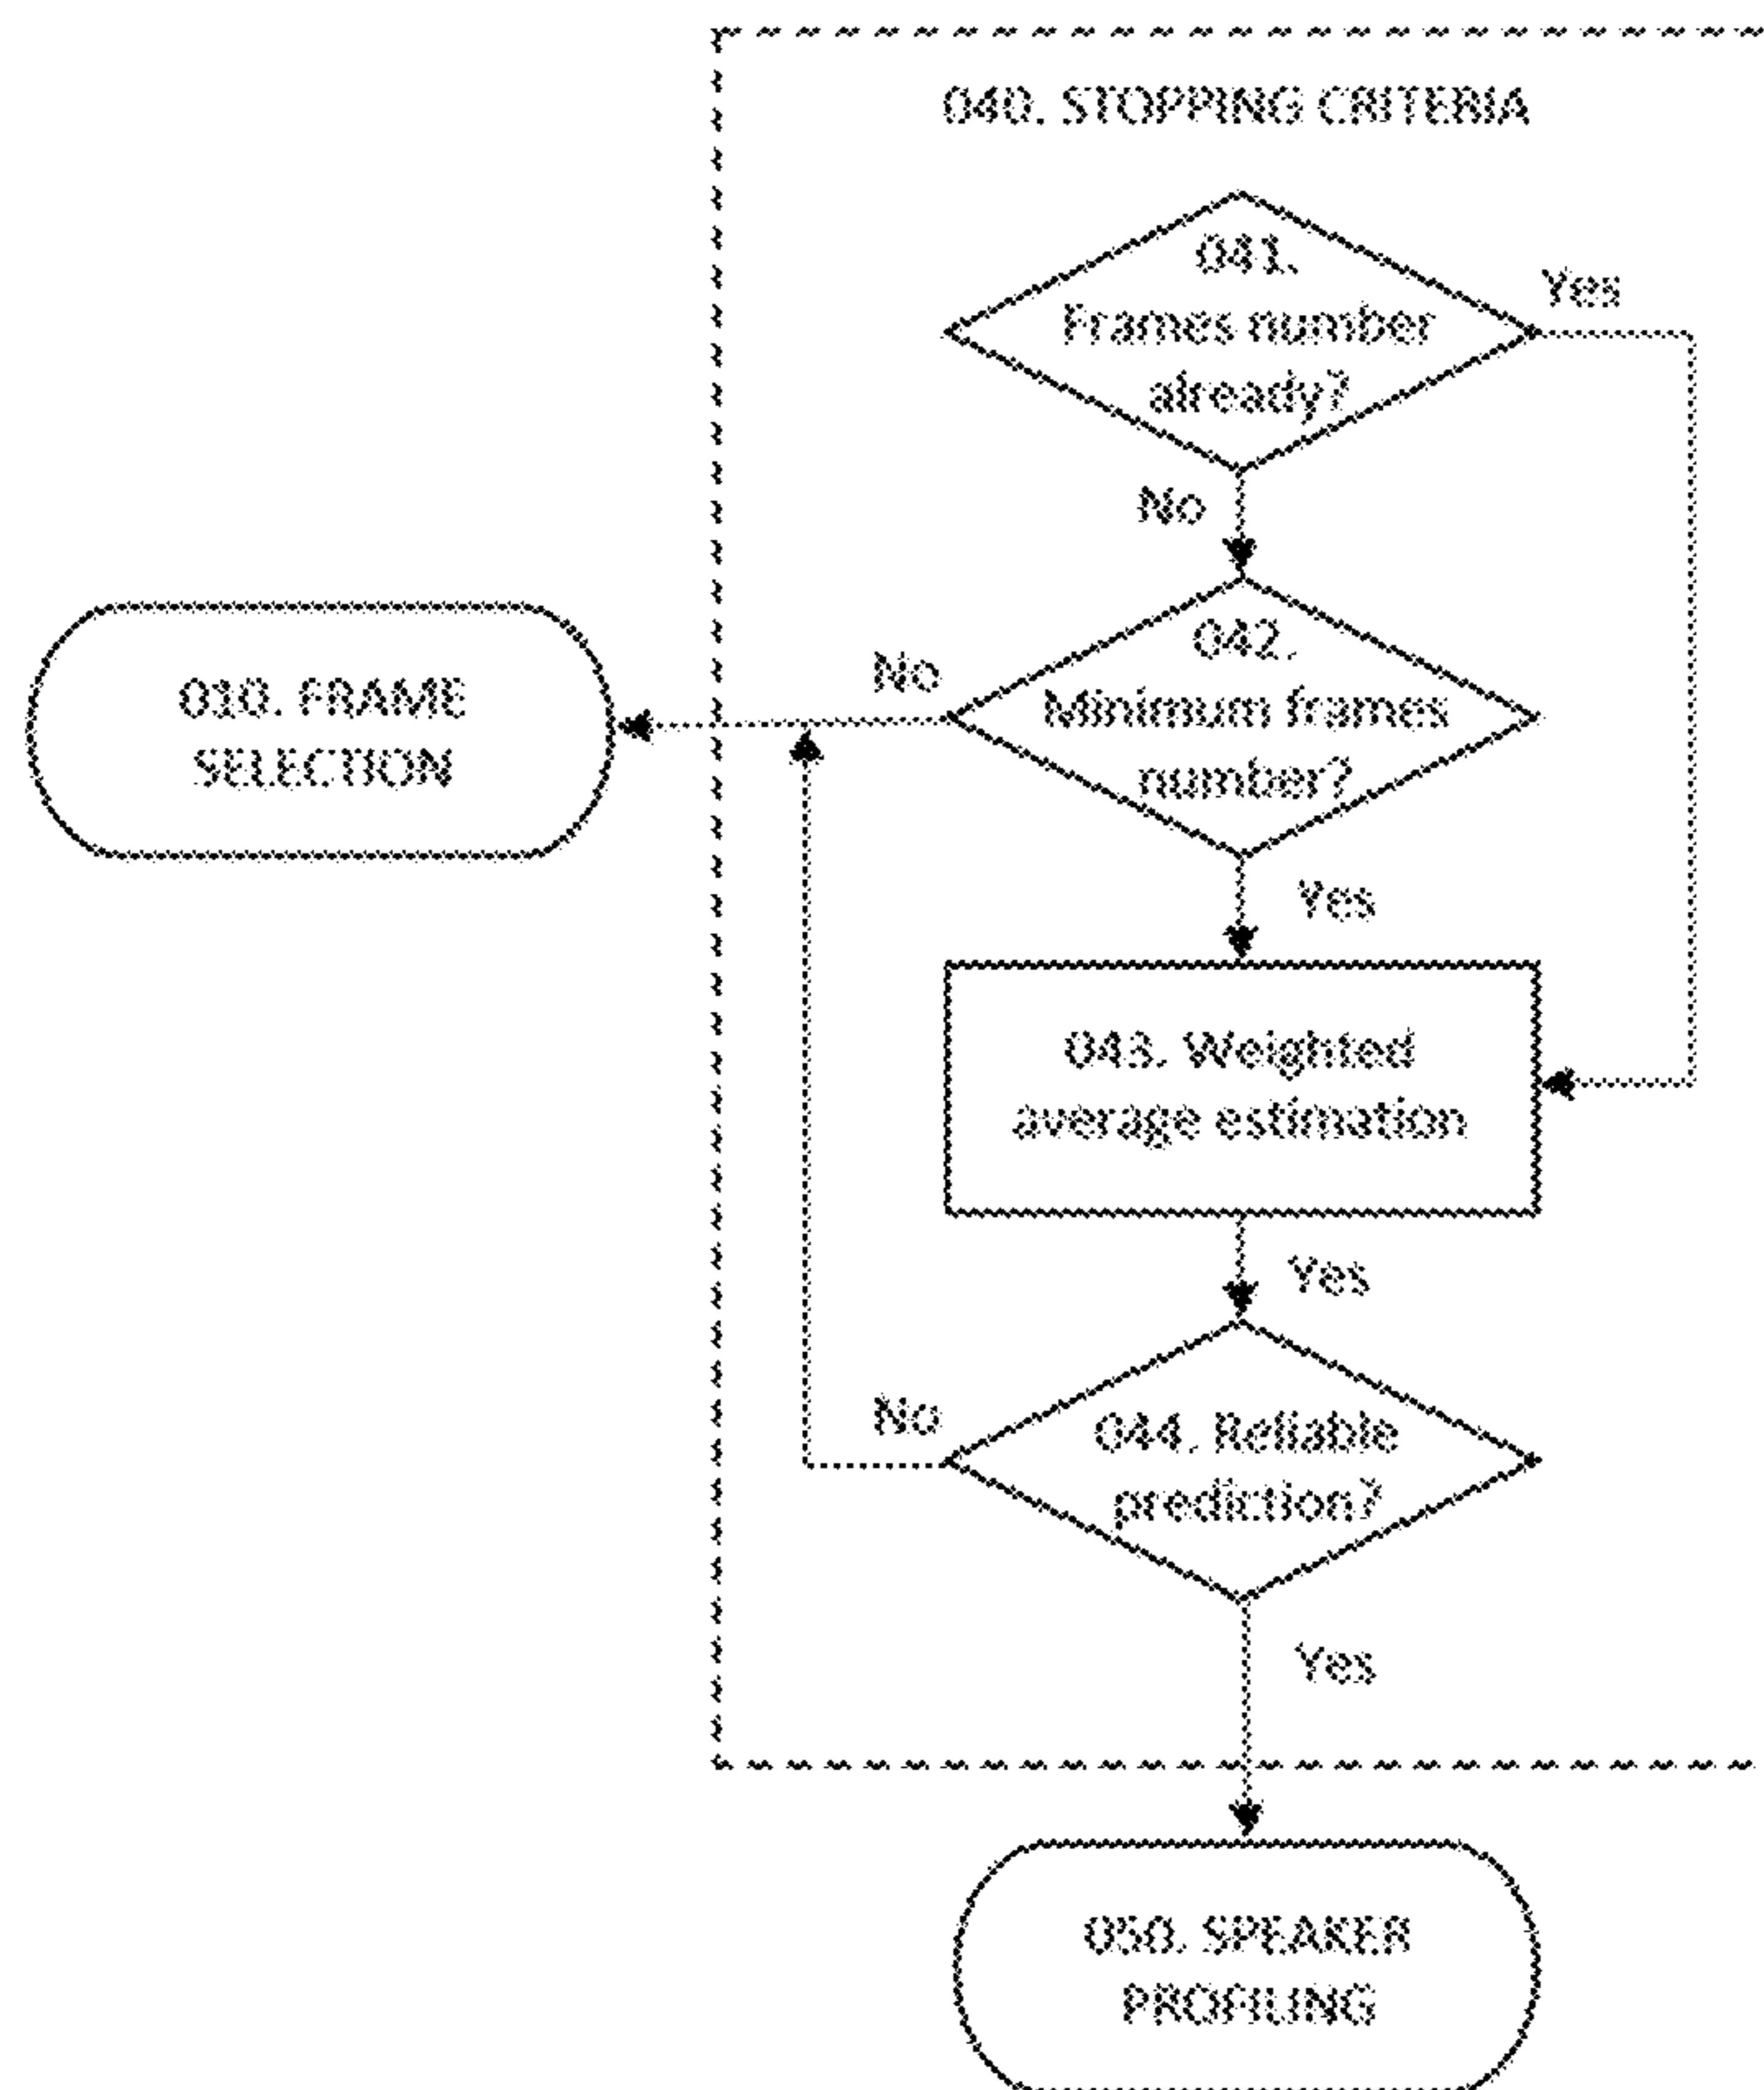 040. STOPPING CRITERIA
041.
Frames number
already?
Yes
No
042.
Minimum frames
number?
No
010. FRAME
SELECTION
Yes
043. Weighted
average estimation
Yes
044. Reliable
prediction?
No
Yes
050. SPEAKER
PROFILING